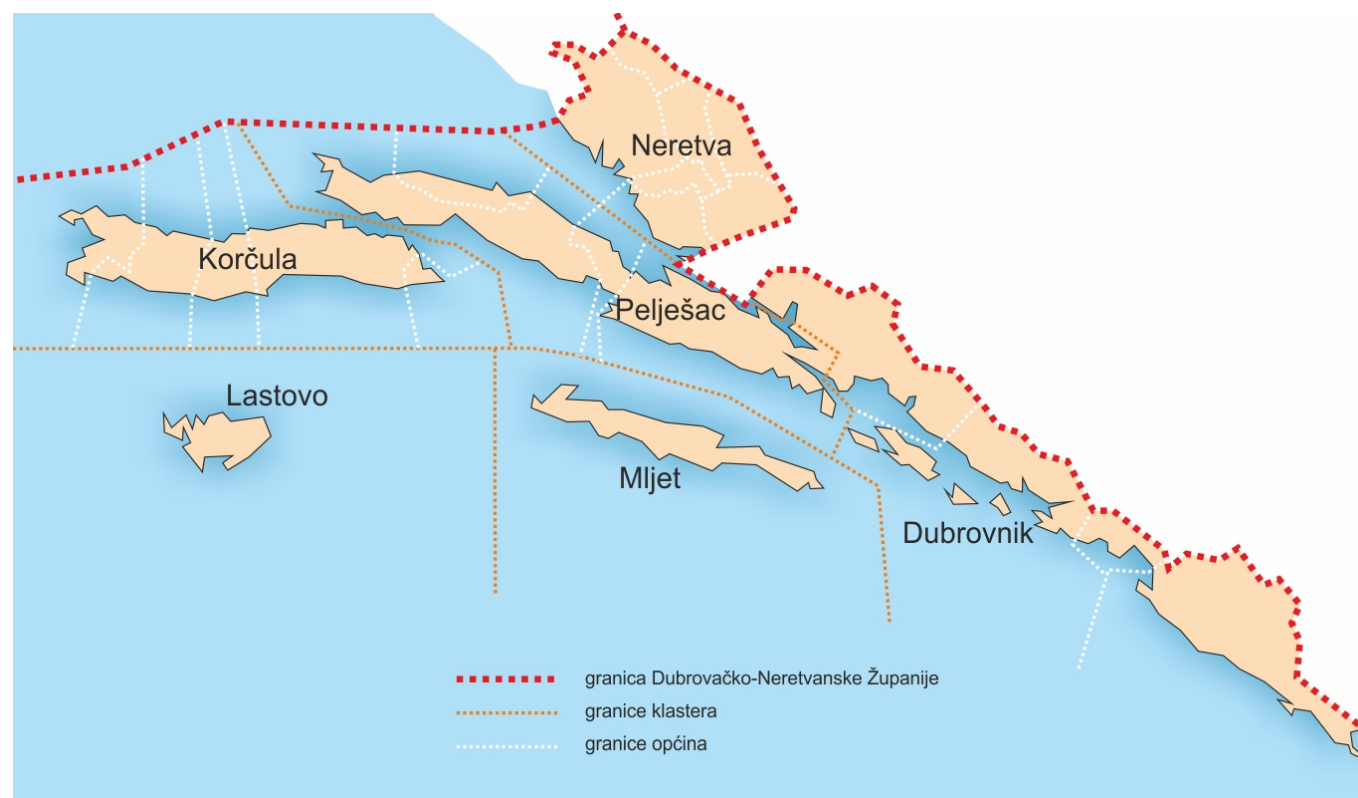 Neretva
Korčula
Pelješac
Lastovo
Mljet
Dubrovnik
granica Dubrovačko-Neretvanske Županije
granice klastera
granice općina